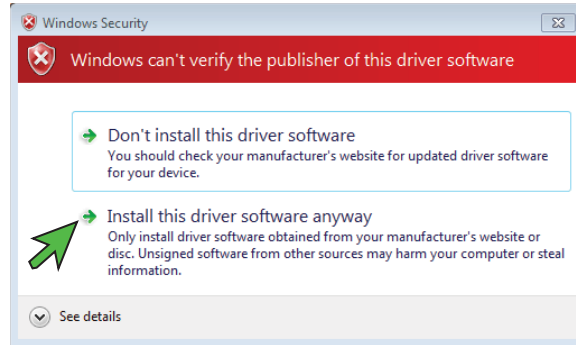 Windows Security
Windows can't verify the publisher of this driver software
Don't install this driver software
You should check your manufacturer's website for updated driver software
for your device.
Install this driver software anyway
Only install driver software obtained from your manufacturer's website or
disc. Unsigned software from other sources may harm your computer or steal
information.
See details